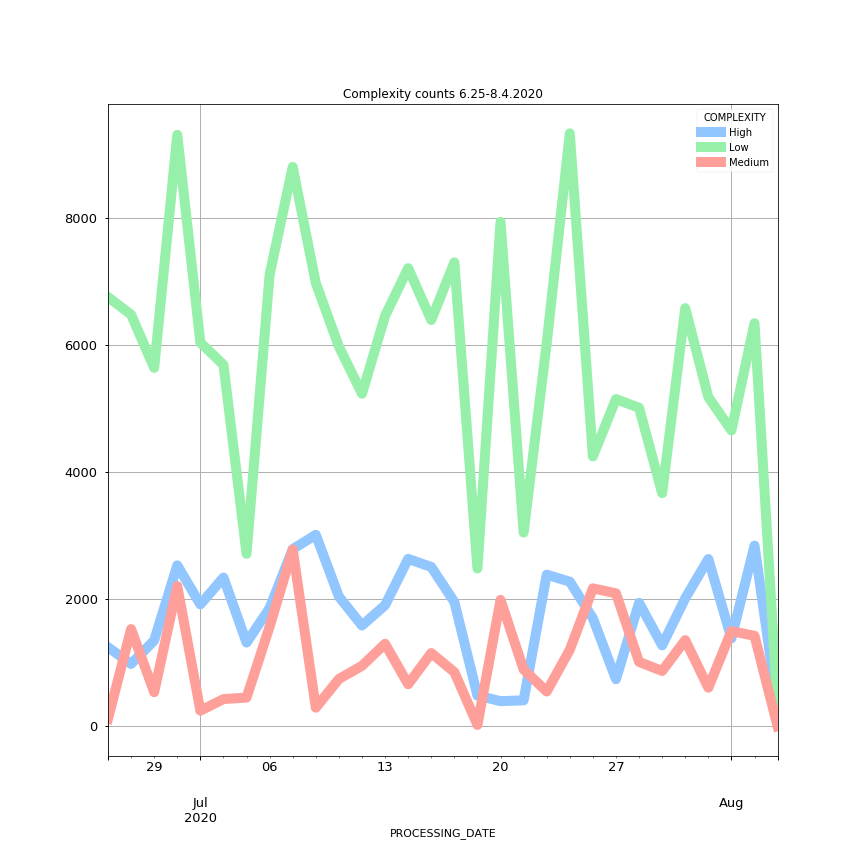 Complexity counts 6.25-8.4.2020
COMPLEXITY
High
Low
Medium
8000
6000
4000
2000
0
29 06 13 20 27
Jul Aug
2020
PROCESSING_DATE